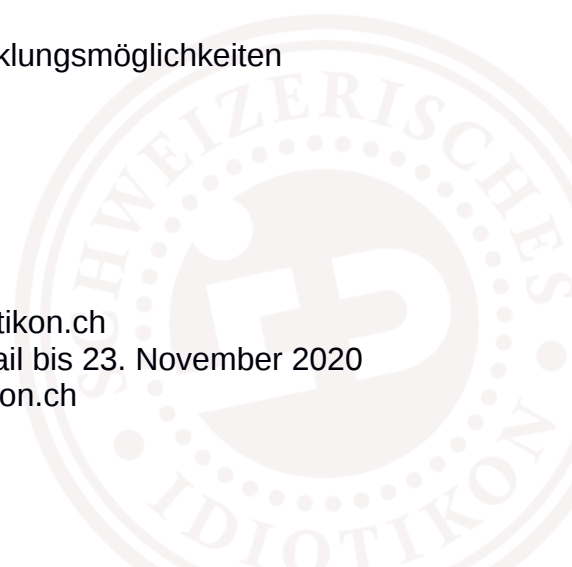 klungsmöglichkeiten
SCHWEIZERISCHES
tikon.ch
ail bis 23. November 2020
on.ch
IDIOTIKON